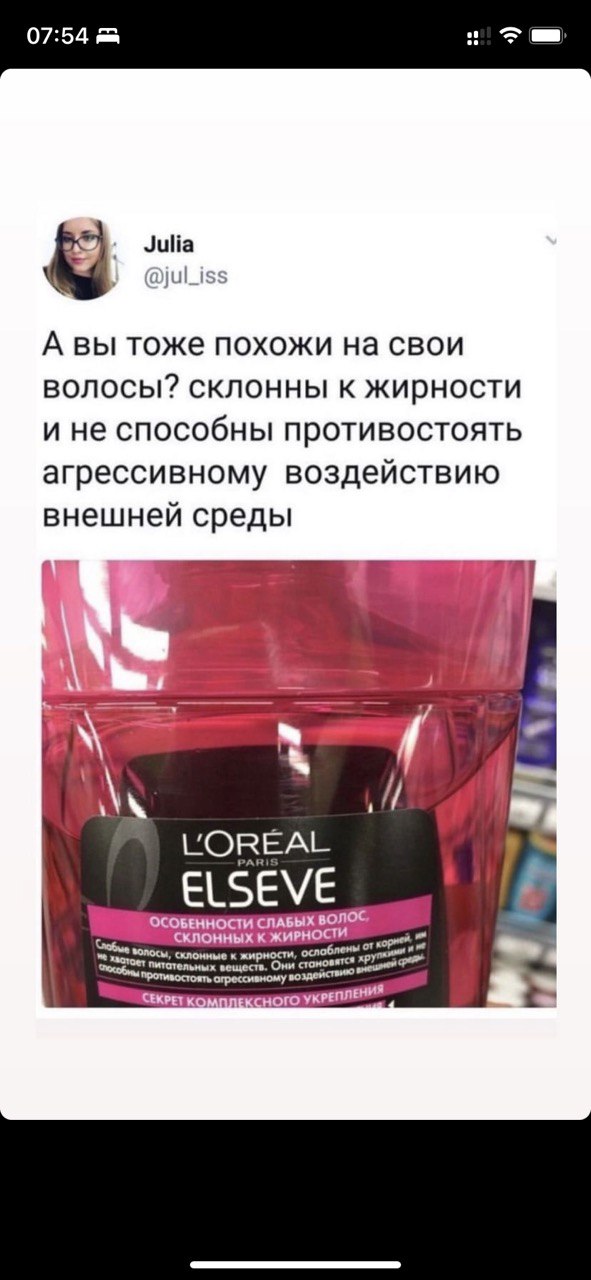 07:54
Julia
@jul_iss
А вы тоже похожи на свои
волосы? склонны к жирности
и не способны противостоять
агрессивному воздействию
внешней среды
L'ORÉAL
PARIS
ELSEVE
ОСОБЕННОСТИ СЛАБЫХ ВОЛОС,
СКЛОННЫХ К ЖИРНОСТИ
Слабые волосы, склонные к жирности, ослаблены от корней, им
не хватает питательных веществ. Они становятся хрупкими и не
способны противостоять агрессивному воздействию внешней среды.
СЕКРЕТ КОМПЛЕКСНОГО УКРЕПЛЕНИЯ